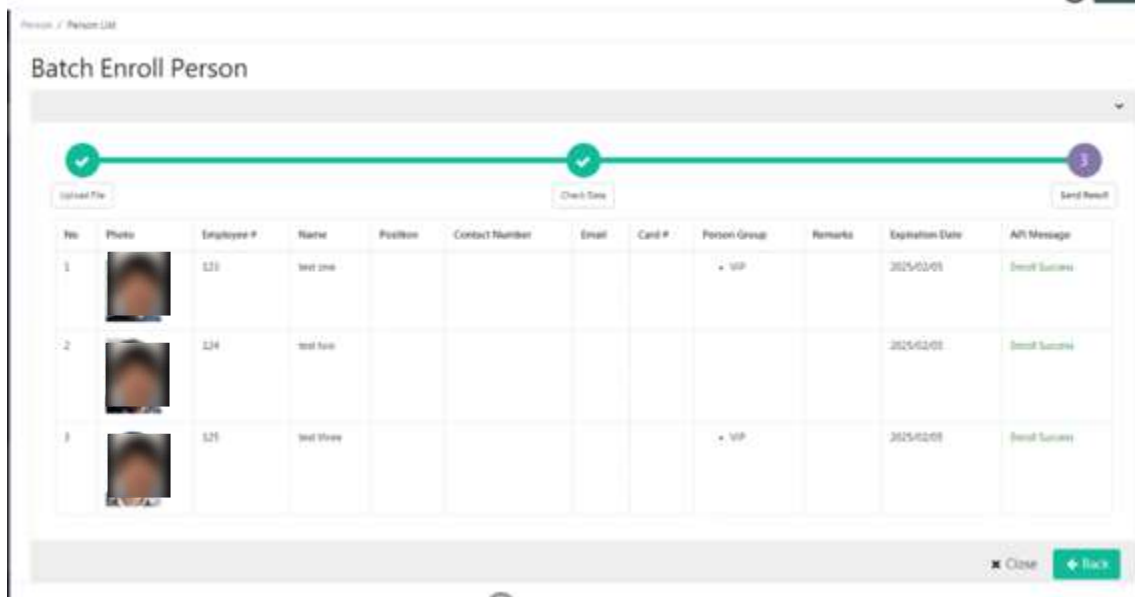 Person / Person List
Batch Enroll Person
3
Upload File Check Data Send Result
No Photo Employee # Name Position Contact Number Email Card # Person Group Remarks Expiration Date API Message
1 123 test one • VIP 2025/02/05 Enroll Success
2 124 test two 2025/02/05 Enroll Success
3 125 test three • VIP 2025/02/05 Enroll Success
✖ Close ← Back